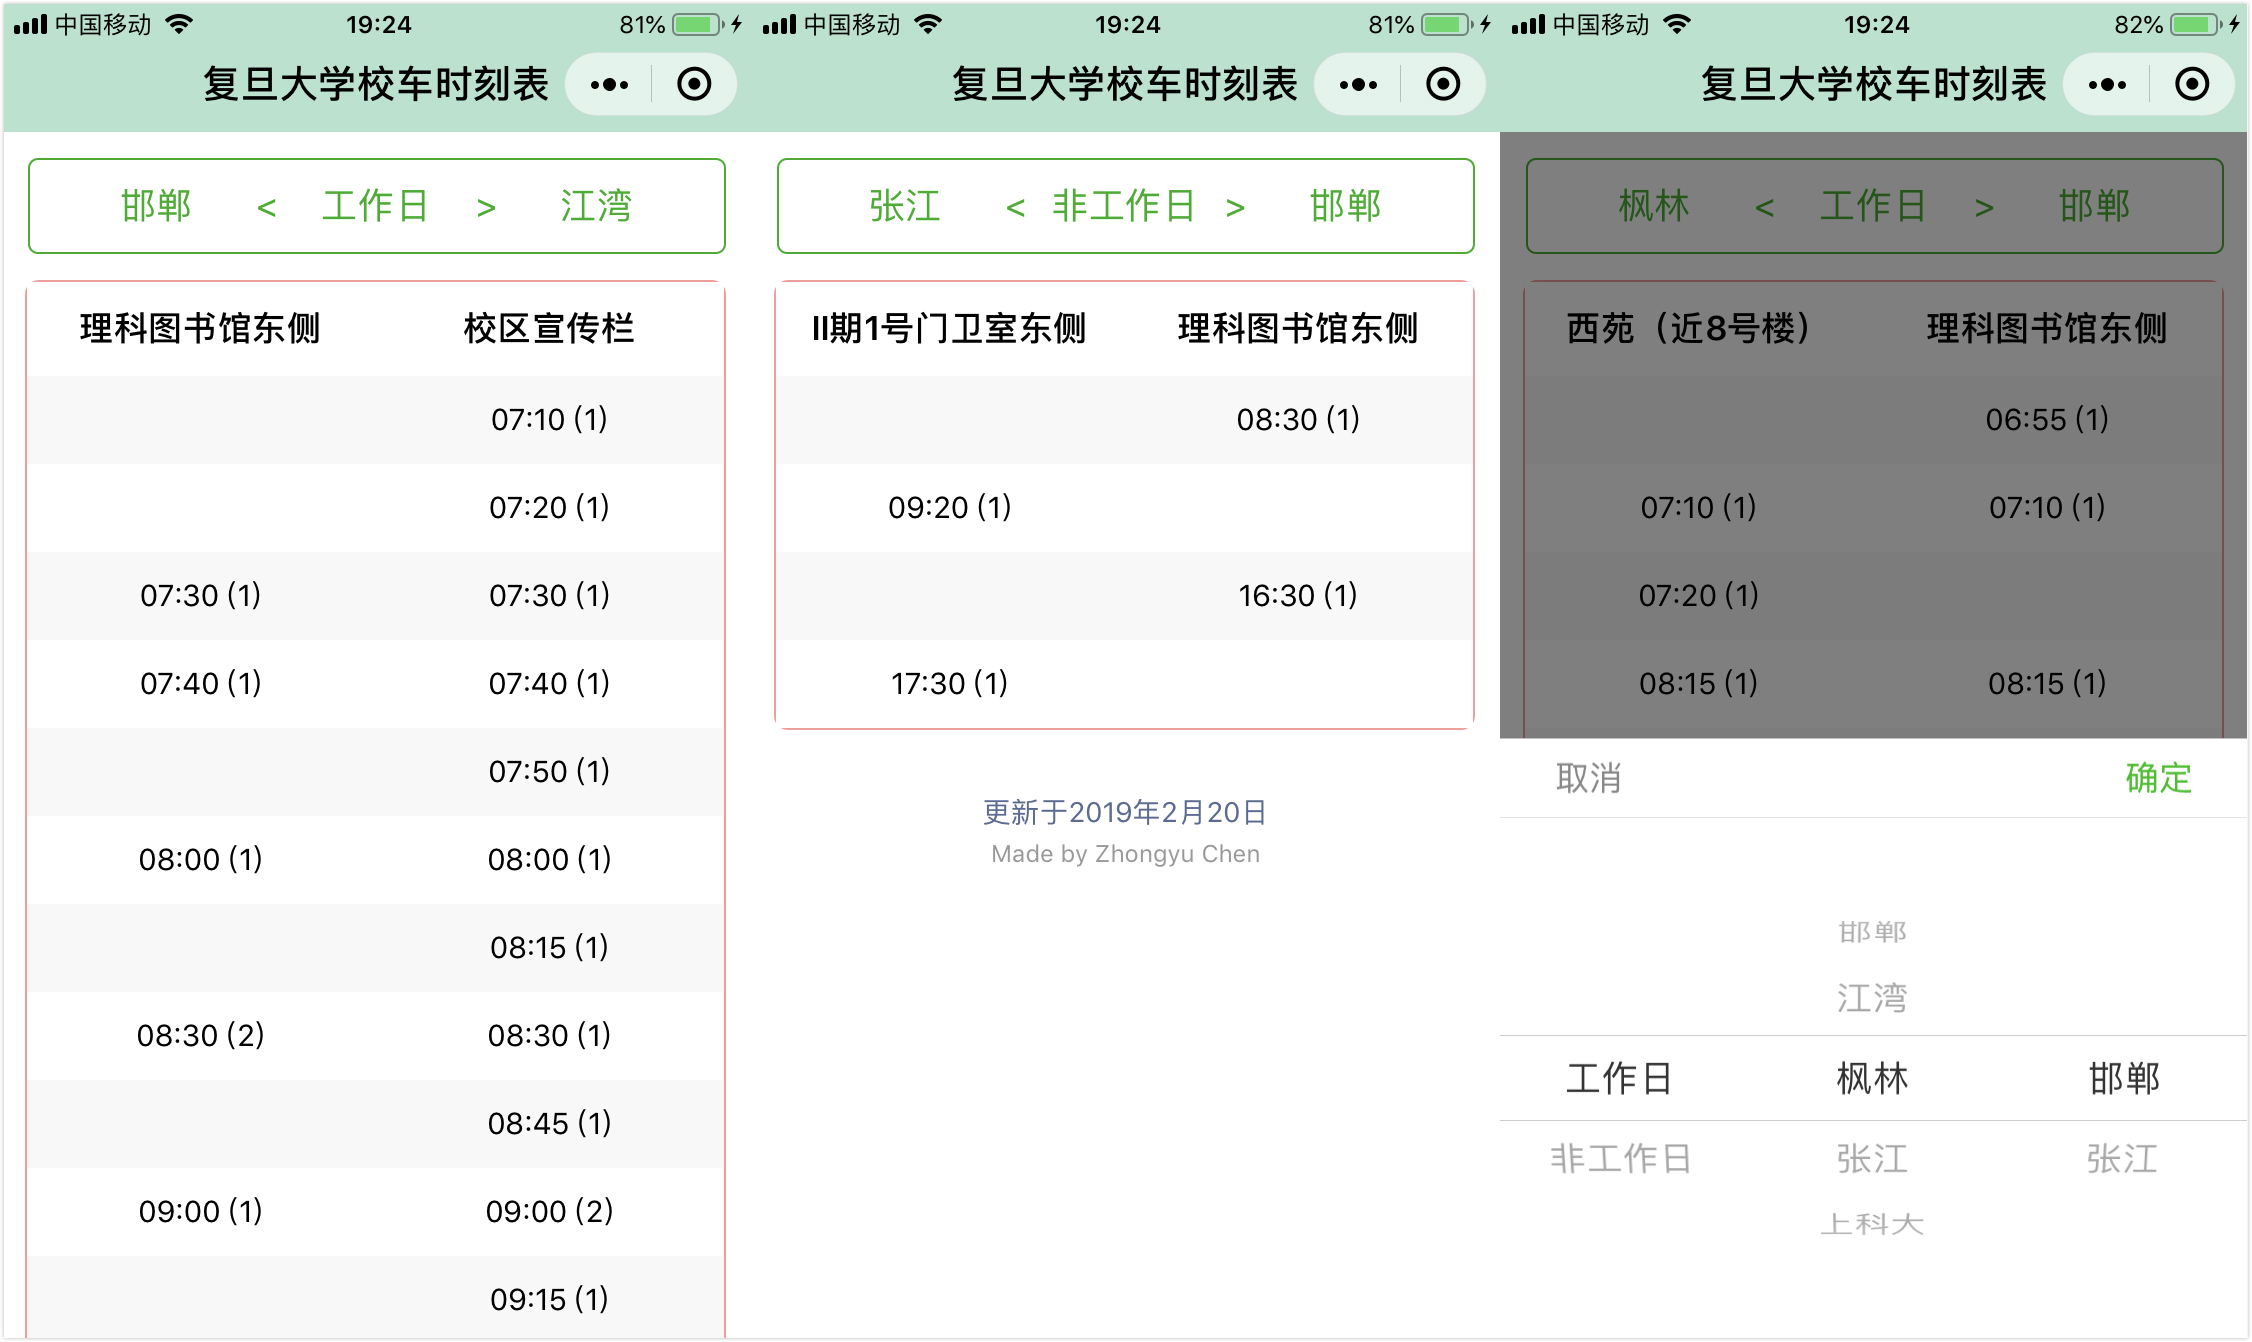 中国移动 19:24 81%
复旦大学校车时刻表
邯郸 < 工作日 > 江湾
理科图书馆东侧 校区宣传栏
07:10 (1)
07:20 (1)
07:30 (1) 07:30 (1)
07:40 (1) 07:40 (1)
07:50 (1)
08:00 (1) 08:00 (1)
08:15 (1)
08:30 (2) 08:30 (1)
08:45 (1)
09:00 (1) 09:00 (2)
09:15 (1)
中国移动 19:24 81%
复旦大学校车时刻表
张江 < 非工作日 > 邯郸
II期1号门卫室东侧 理科图书馆东侧
08:30 (1)
09:20 (1)
16:30 (1)
17:30 (1)
更新于2019年2月20日
Made by Zhongyu Chen
中国移动 19:24 82%
复旦大学校车时刻表
枫林 < 工作日 > 邯郸
西苑（近8号楼） 理科图书馆东侧
06:55 (1)
07:10 (1) 07:10 (1)
07:20 (1)
08:15 (1) 08:15 (1)
取消 确定
邯郸
江湾
工作日 枫林 邯郸
非工作日 张江 张江
上科大